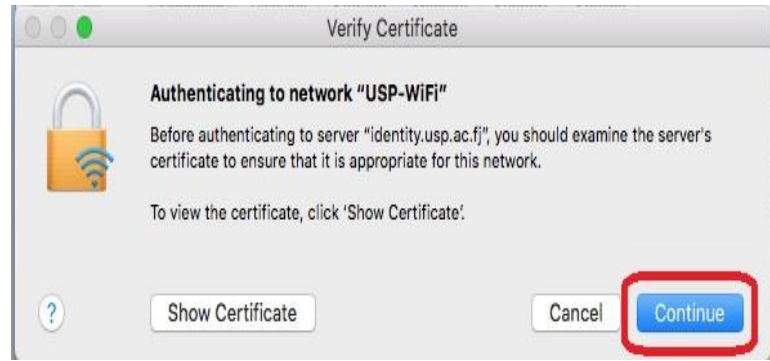 Verify Certificate
Authenticating to network “USP-WiFi”
Before authenticating to server “identity.usp.ac.fj”, you should examine the server’s
certificate to ensure that it is appropriate for this network.
To view the certificate, click ‘Show Certificate’.
?
Show Certificate
Cancel
Continue